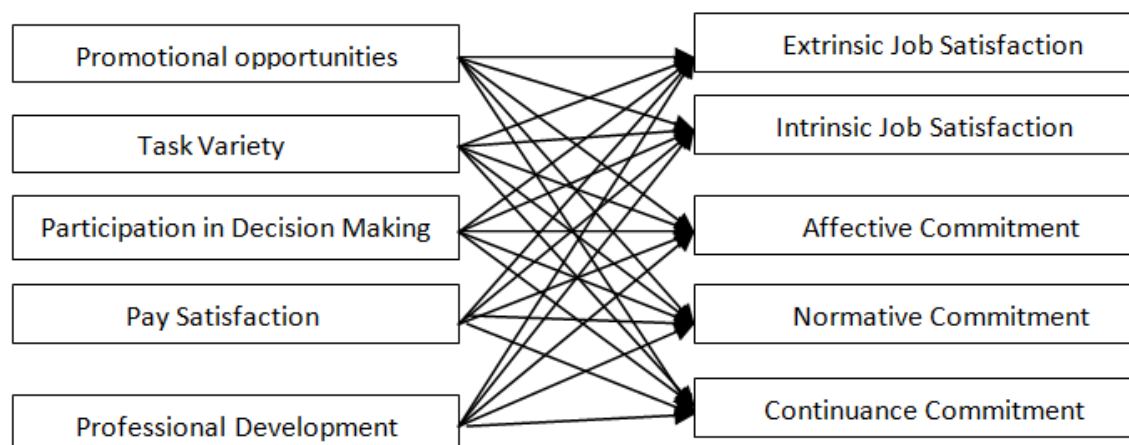 Promotional opportunities
Task Variety
Participation in Decision Making
Pay Satisfaction
Professional Development
Extrinsic Job Satisfaction
Intrinsic Job Satisfaction
Affective Commitment
Normative Commitment
Continuance Commitment